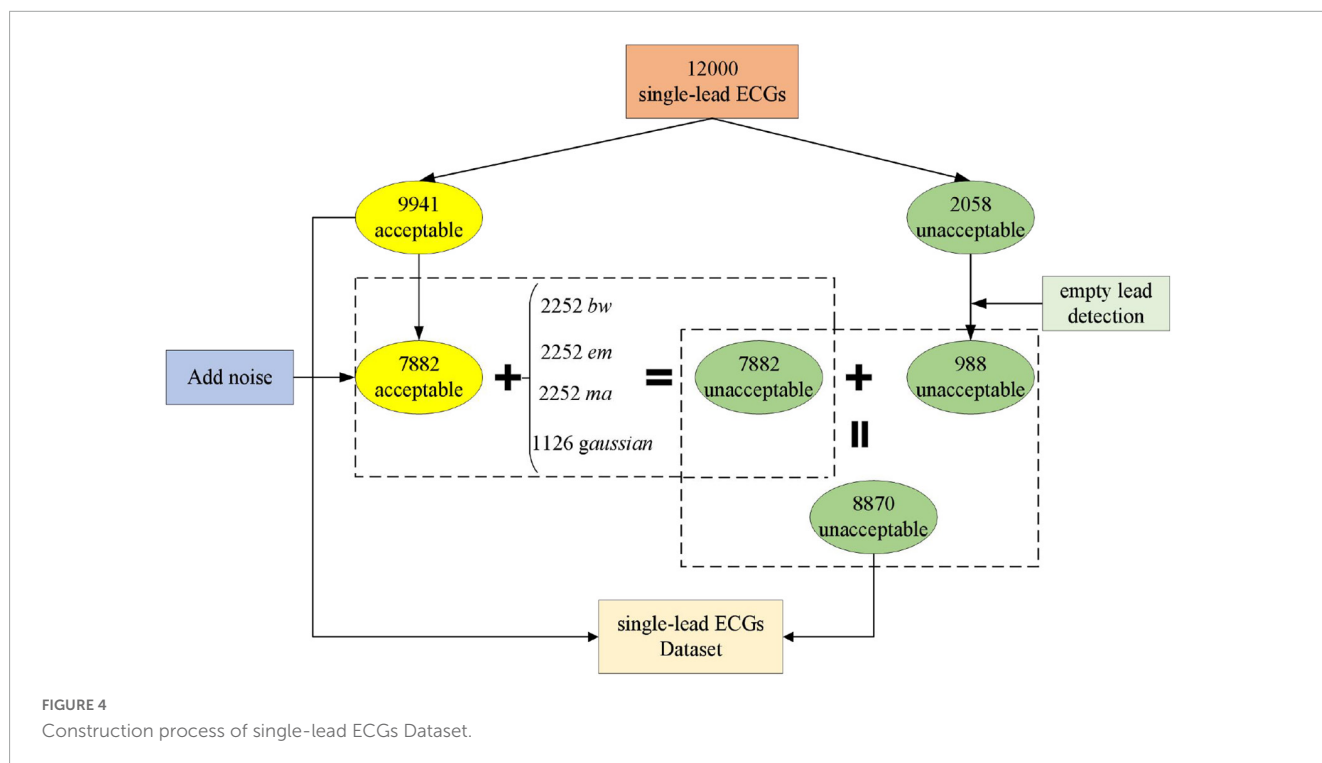 12000
single-lead ECGs
9941
acceptable
2058
unacceptable
empty lead
detection
Add noise
7882
acceptable
+
2252 bw
2252 em
2252 ma
1126 gaussian
=
7882
unacceptable
+
988
unacceptable
=
8870
unacceptable
single-lead ECGs
Dataset
FIGURE 4
Construction process of single-lead ECGs Dataset.